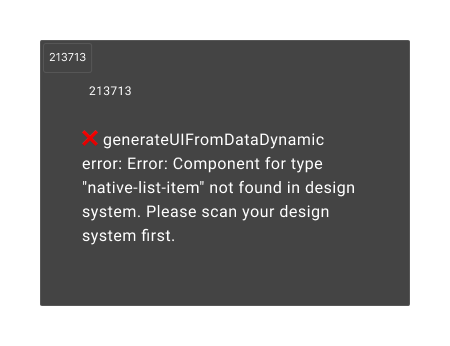 213713
213713
❌ generateUIFromDataDynamic
error: Error: Component for type
"native-list-item" not found in design
system. Please scan your design
system first.